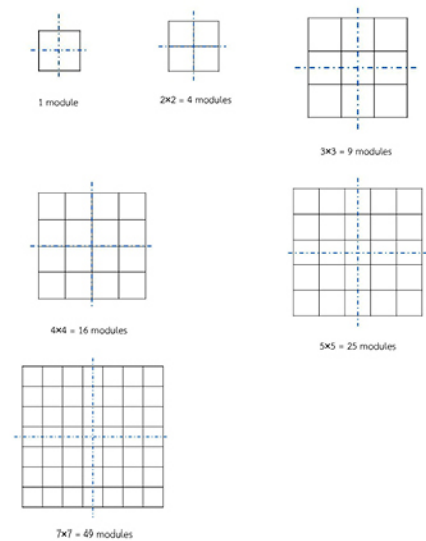 1 module
2×2 = 4 modules
3×3 = 9 modules
4×4 = 16 modules
5×5 = 25 modules
7×7 = 49 modules